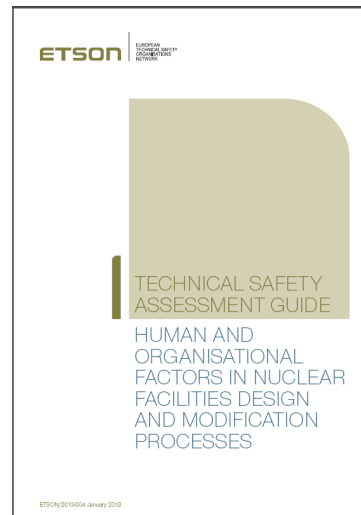 ETSON
EUROPEAN
TECHNICAL SAFETY
ORGANISATIONS
NETWORK
TECHNICAL SAFETY
ASSESSMENT GUIDE
HUMAN AND
ORGANISATIONAL
FACTORS IN NUCLEAR
FACILITIES DESIGN
AND MODIFICATION
PROCESSES
ETSON/2013-004 January 2013